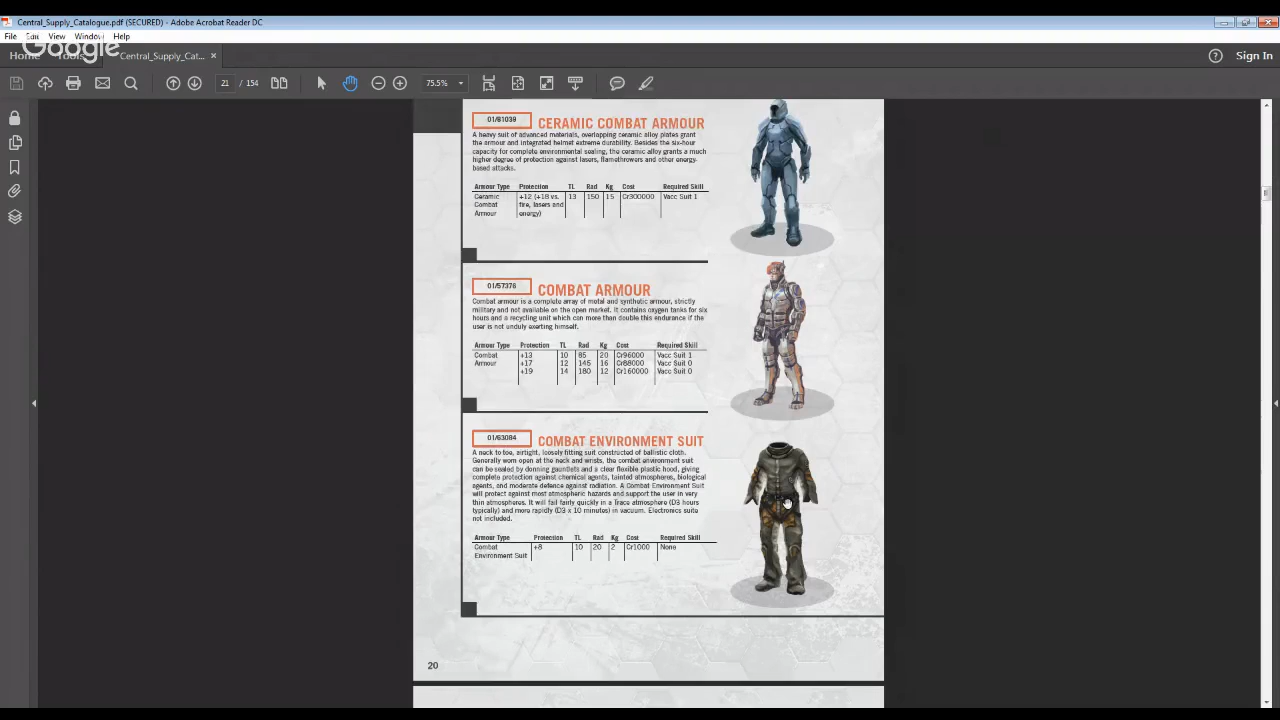 Central_Supply_Catalogue.pdf (SECURED) - Adobe Acrobat Reader DC
File Edit View Window Help
Google
Home Tools Central_Supply_Cat... Sign In
21 / 154 75.5%
01/81039 CERAMIC COMBAT ARMOUR
A heavy suit of advanced materials, overlapping ceramic alloy plates grant
the armour and integrated helmet extreme durability. Besides the six-hour
capacity for complete environmental sealing, the ceramic alloy grants a much
higher degree of protection against lasers, flamethrowers and other energy-
based attacks.
Armour Type Protection TL Rad Kg Cost Required Skill
Ceramic +12 (+18 vs. 13 150 15 Cr300000 Vacc Suit 1
Combat fire, lasers and
Armour energy)
01/57376 COMBAT ARMOUR
Combat armour is a complete array of metal and synthetic armour, strictly
military and not available on the open market. It contains oxygen tanks for six
hours and a recycling unit which can more than double this endurance if the
user is not unduly exerting himself.
Armour Type Protection TL Rad Kg Cost Required Skill
Combat +13 10 85 20 Cr96000 Vacc Suit 1
Armour +17 12 145 16 Cr88000 Vacc Suit 0
+19 14 180 12 Cr160000 Vacc Suit 0
01/63084 COMBAT ENVIRONMENT SUIT
A neck to toe, airtight, loosely fitting suit constructed of ballistic cloth.
Generally worn open at the neck and wrists, the combat environment suit
can be sealed by donning gauntlets and a clear flexible plastic hood, giving
complete protection against chemical agents, tainted atmospheres, biological
agents, and moderate defence against radiation. A Combat Environment Suit
will protect against most atmospheric hazards and support the user in very
thin atmospheres. It will fail fairly quickly in a Trace atmosphere (D3 hours
typically) and more rapidly (D3 x 10 minutes) in vacuum. Electronics suite
not included.
Armour Type Protection TL Rad Kg Cost Required Skill
Combat +8 10 20 2 Cr1000 None
Environment Suit
20